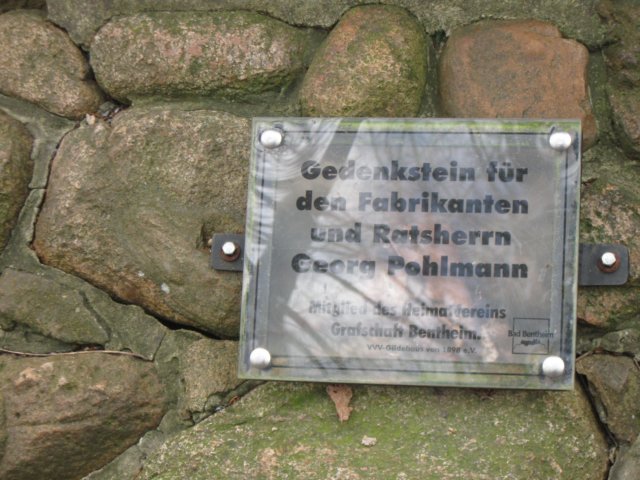 Gedenkstein für
den Fabrikanten
und Ratsherrn
Georg Pohlmann
Mitglied des Heimatvereins
Grafschaft Bentheim.
VVV-Gildehaus von 1898 e.V.
Bad Bentheim